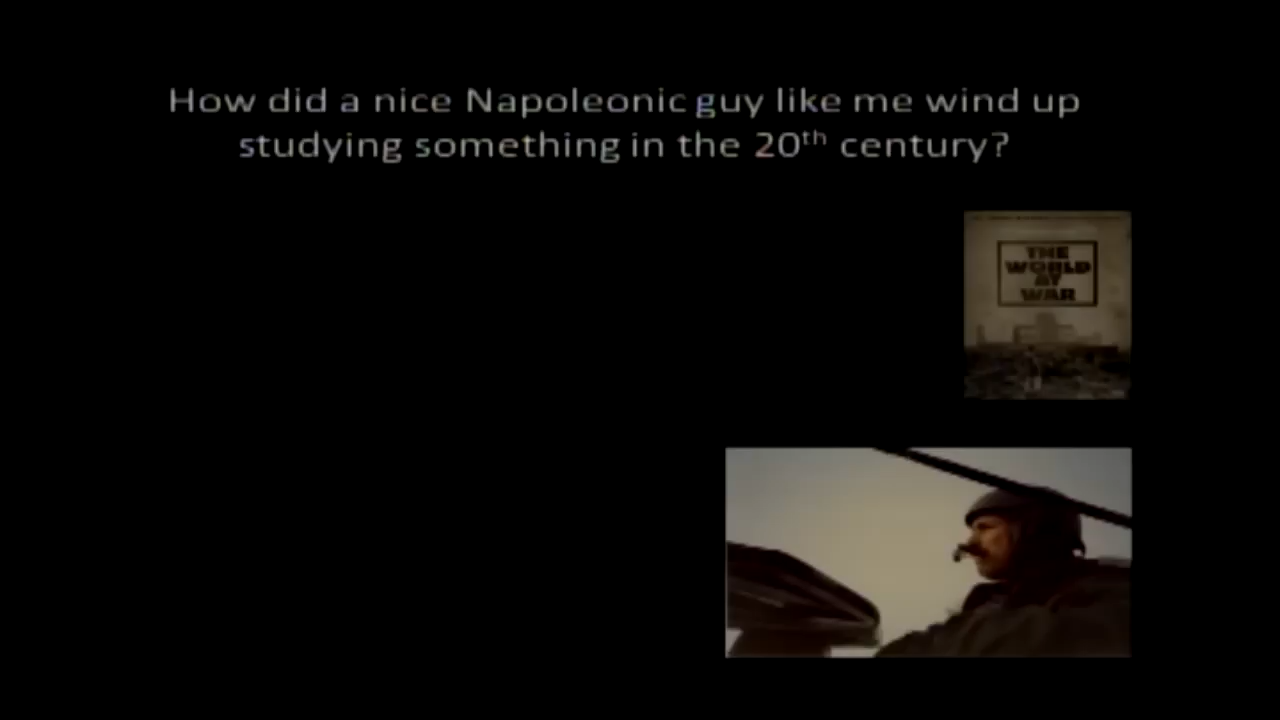 How did a nice Napoleonic guy like me wind up
studying something in the 20th century?
THE
WORLD
AT
WAR